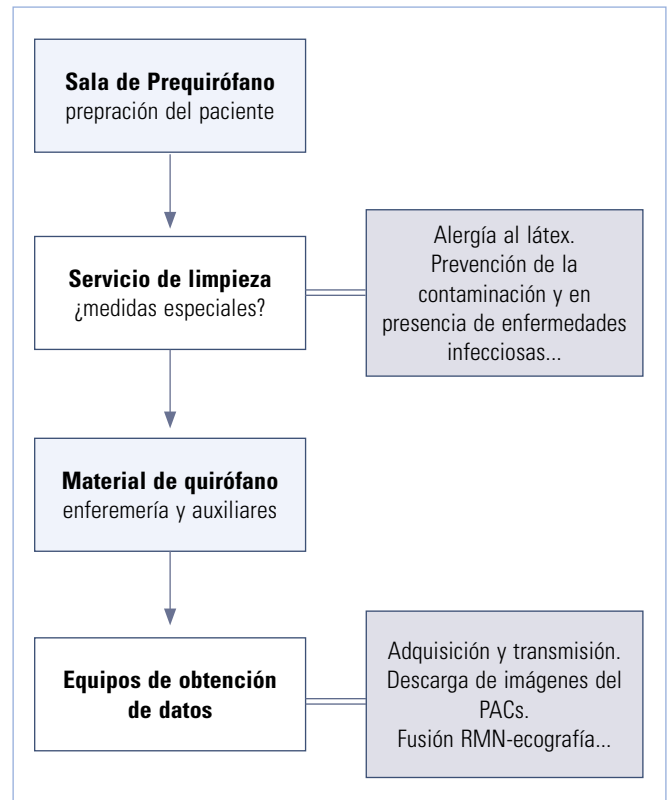 Sala de Prequirófano
prepración del paciente
Servicio de limpieza
¿medidas especiales?
Alergía al látex.
Prevención de la
contaminación y en
presencia de enfermedades
infecciosas...
Material de quirófano
enferemería y auxiliares
Equipos de obtención
de datos
Adquisición y transmisión.
Descarga de imágenes del
PACs.
Fusión RMN-ecografía...